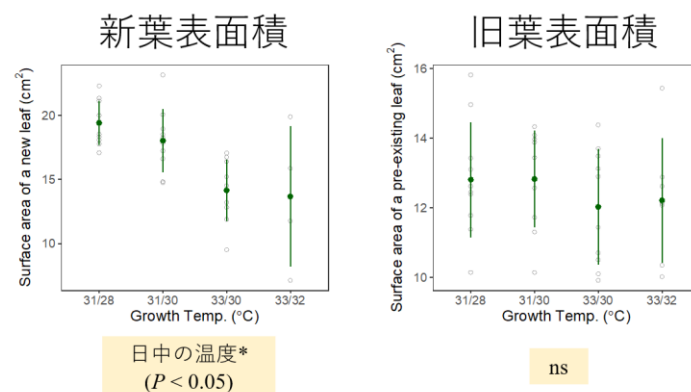 新葉表面積
Surface area of a new leaf (cm²)
20
15
10
31/28 31/30 33/30 33/32
Growth Temp. (°C)
日中の温度*
(P < 0.05)
旧葉表面積
Surface area of a pre-existing leaf (cm²)
16
14
12
10
31/28 31/30 33/30 33/32
Growth Temp. (°C)
ns